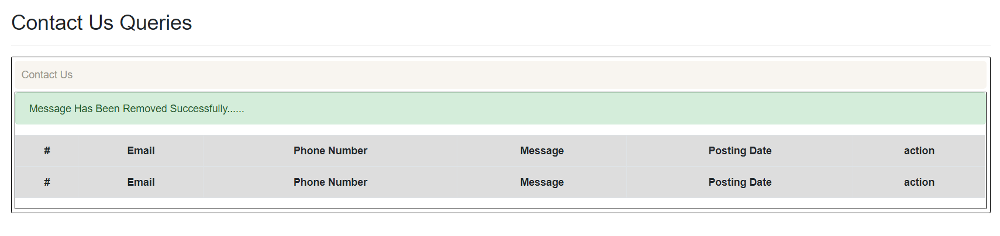 Contact Us Queries
Contact Us
Message Has Been Removed Successfully......
# Email Phone Number Message Posting Date action
# Email Phone Number Message Posting Date action